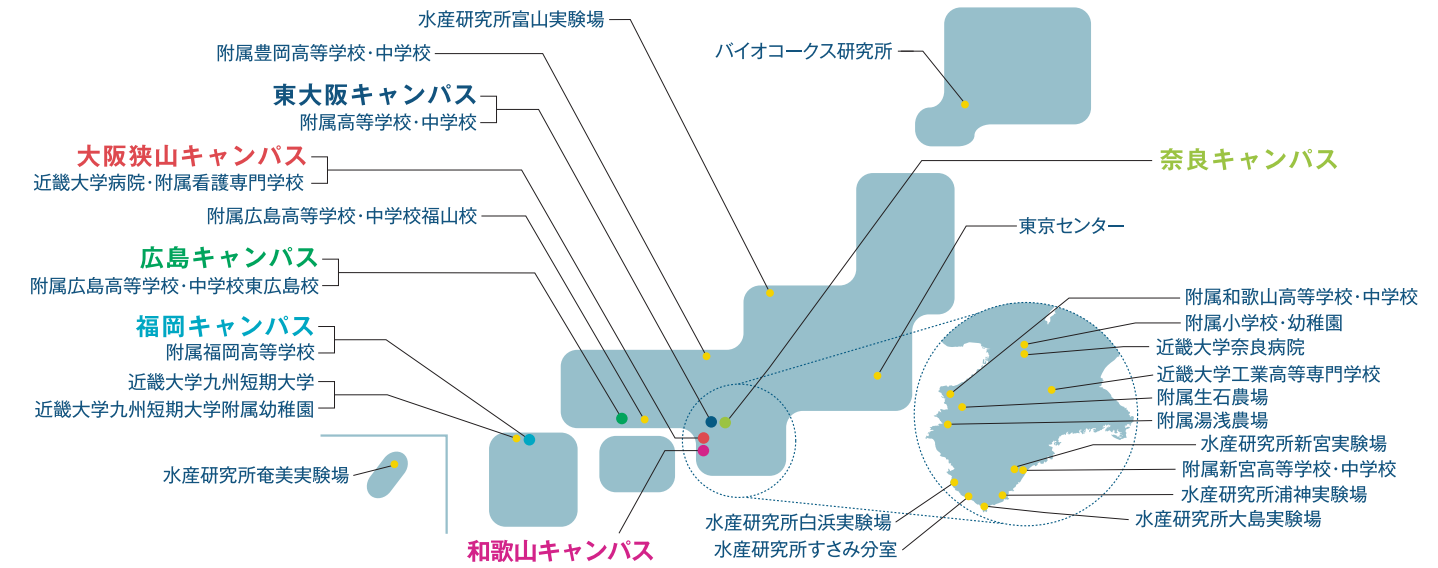 水産研究所富山実験場
附属豊岡高等学校・中学校
東大阪キャンパス
附属高等学校・中学校
大阪狭山キャンパス
近畿大学病院・附属看護専門学校
附属広島高等学校・中学校福山校
広島キャンパス
附属広島高等学校・中学校東広島校
福岡キャンパス
附属福岡高等学校
近畿大学九州短期大学
近畿大学九州短期大学附属幼稚園
水産研究所奄美実験場
和歌山キャンパス
バイオコークス研究所
奈良キャンパス
東京センター
附属和歌山高等学校・中学校
附属小学校・幼稚園
近畿大学奈良病院
近畿大学工業高等専門学校
附属生石農場
附属湯浅農場
水産研究所新宮実験場
附属新宮高等学校・中学校
水産研究所浦神実験場
水産研究所大島実験場
水産研究所白浜実験場
水産研究所すさみ分室